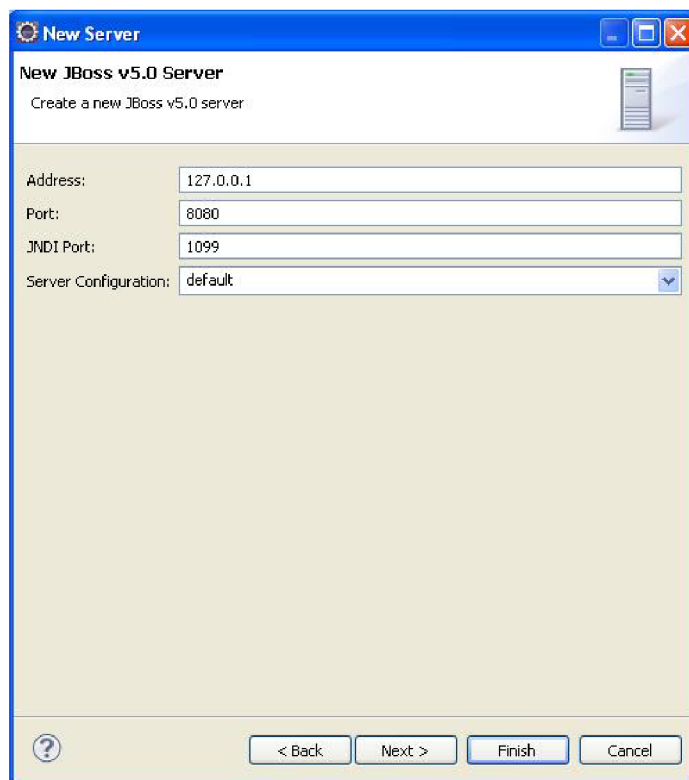 New Server
New JBoss v5.0 Server
Create a new JBoss v5.0 server
Address: 127.0.0.1
Port: 8080
JNDI Port: 1099
Server Configuration: default
? < Back Next > Finish Cancel